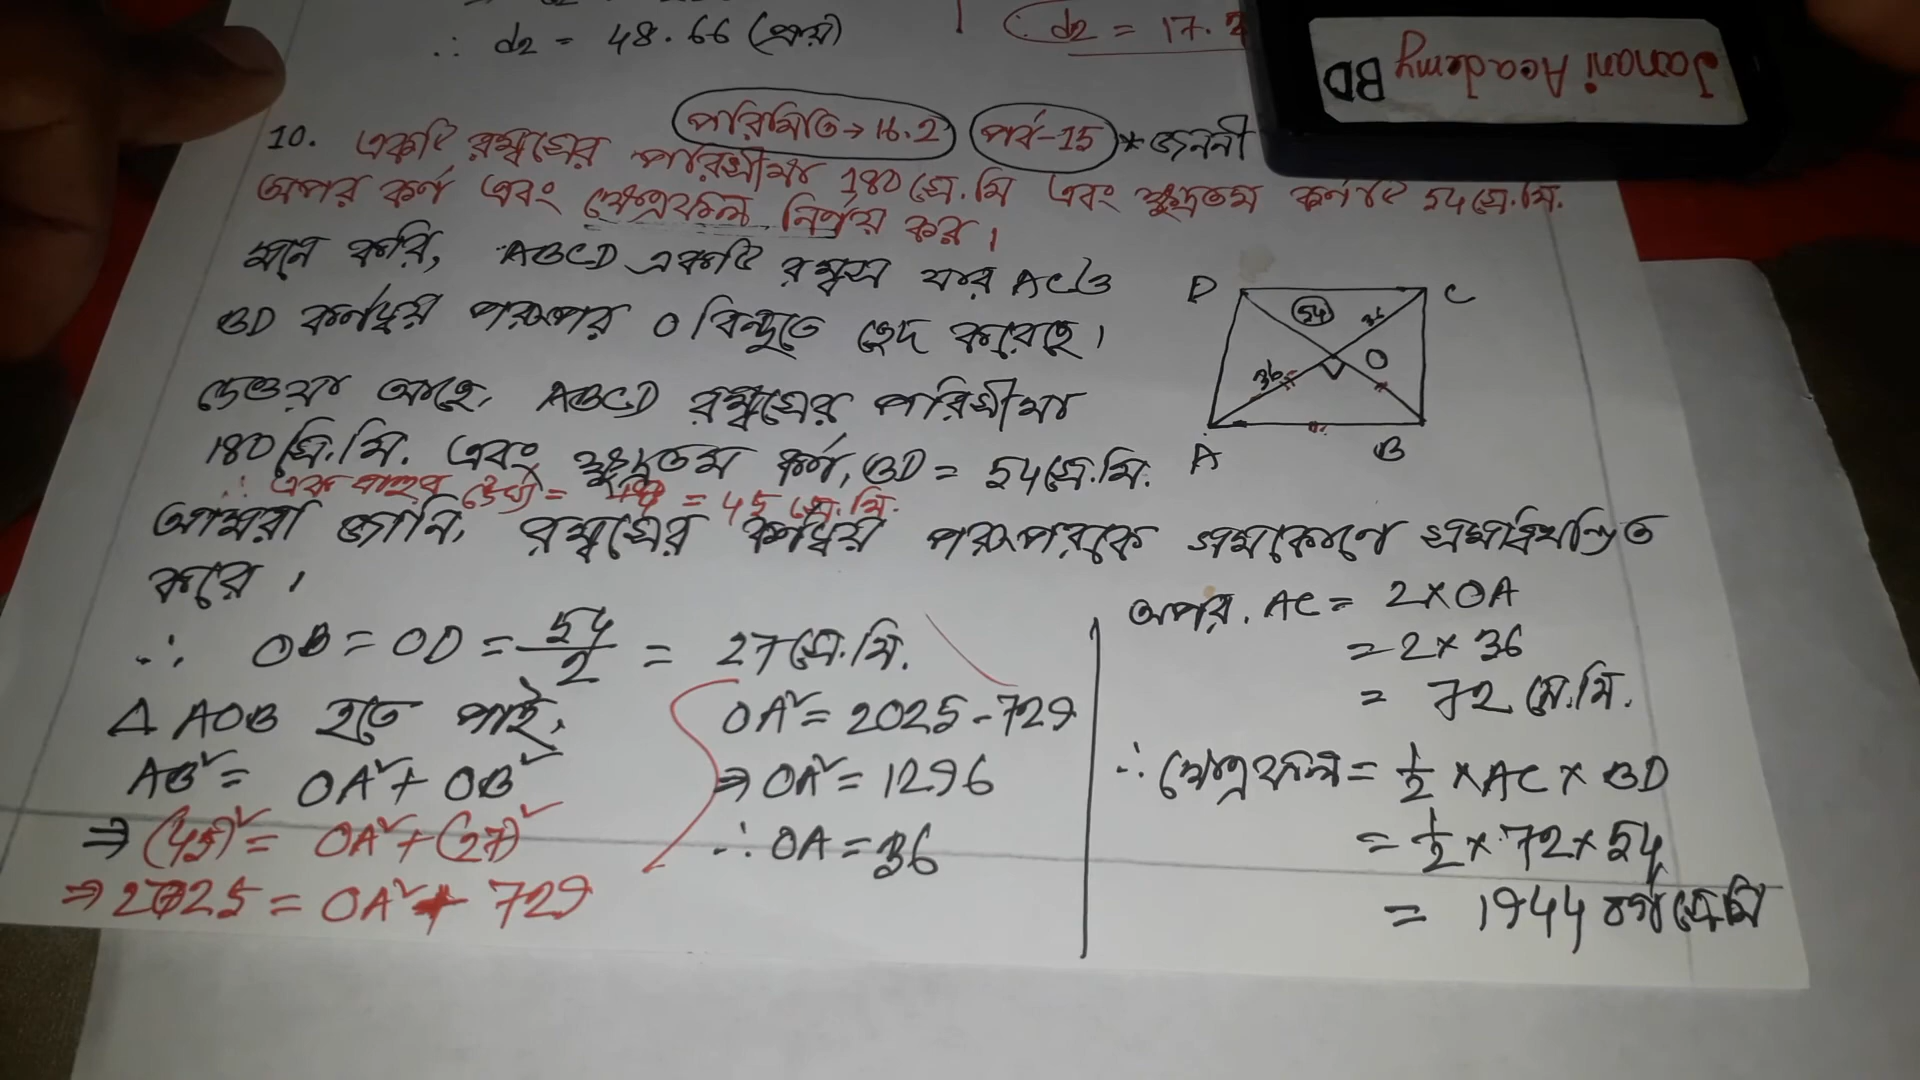 ∴ d2 = 48.66 (প্রায়)
d2 = 17.2
Janani Academy BD
পরিমিতি→16.2 পর্ব-15 *জননী
10. একটি রম্বসের পরিসীমা 180 সে.মি এবং ক্ষুদ্রতম কর্ণটি 54 সে.মি.
অপর কর্ণ এবং ক্ষেত্রফল নির্ণয় কর।
মনে করি, ABCD একটি রম্বস যার AC ও
BD কর্ণদ্বয় পরস্পর O বিন্দুতে ছেদ করেছে।
দেওয়া আছে, ABCD রম্বসের পরিসীমা
180 সে.মি. এবং ক্ষুদ্রতম কর্ণ, BD = 54 সে.মি.
∴ এক বাহুর দৈর্ঘ্য = = 45 সে.মি.
D C
54 36
O
36
A B
আমরা জানি, রম্বসের কর্ণদ্বয় পরস্পরকে সমকোণে সমদ্বিখন্ডিত
করে।
∴ OB = OD = 54/2 = 27 সে.মি.
Δ AOB হতে পাই,
AB² = OA² + OB²
⇒ (45)² = OA² + (27)²
⇒ 2025 = OA² + 729
OA² = 2025 - 729
⇒ OA² = 1296
∴ OA = 36
অপর, AC = 2×OA
= 2×36
= 72 সে.মি.
∴ ক্ষেত্রফল = 1/2 × AC × BD
= 1/2 × 72 × 54
= 1944 বর্গ সে.মি